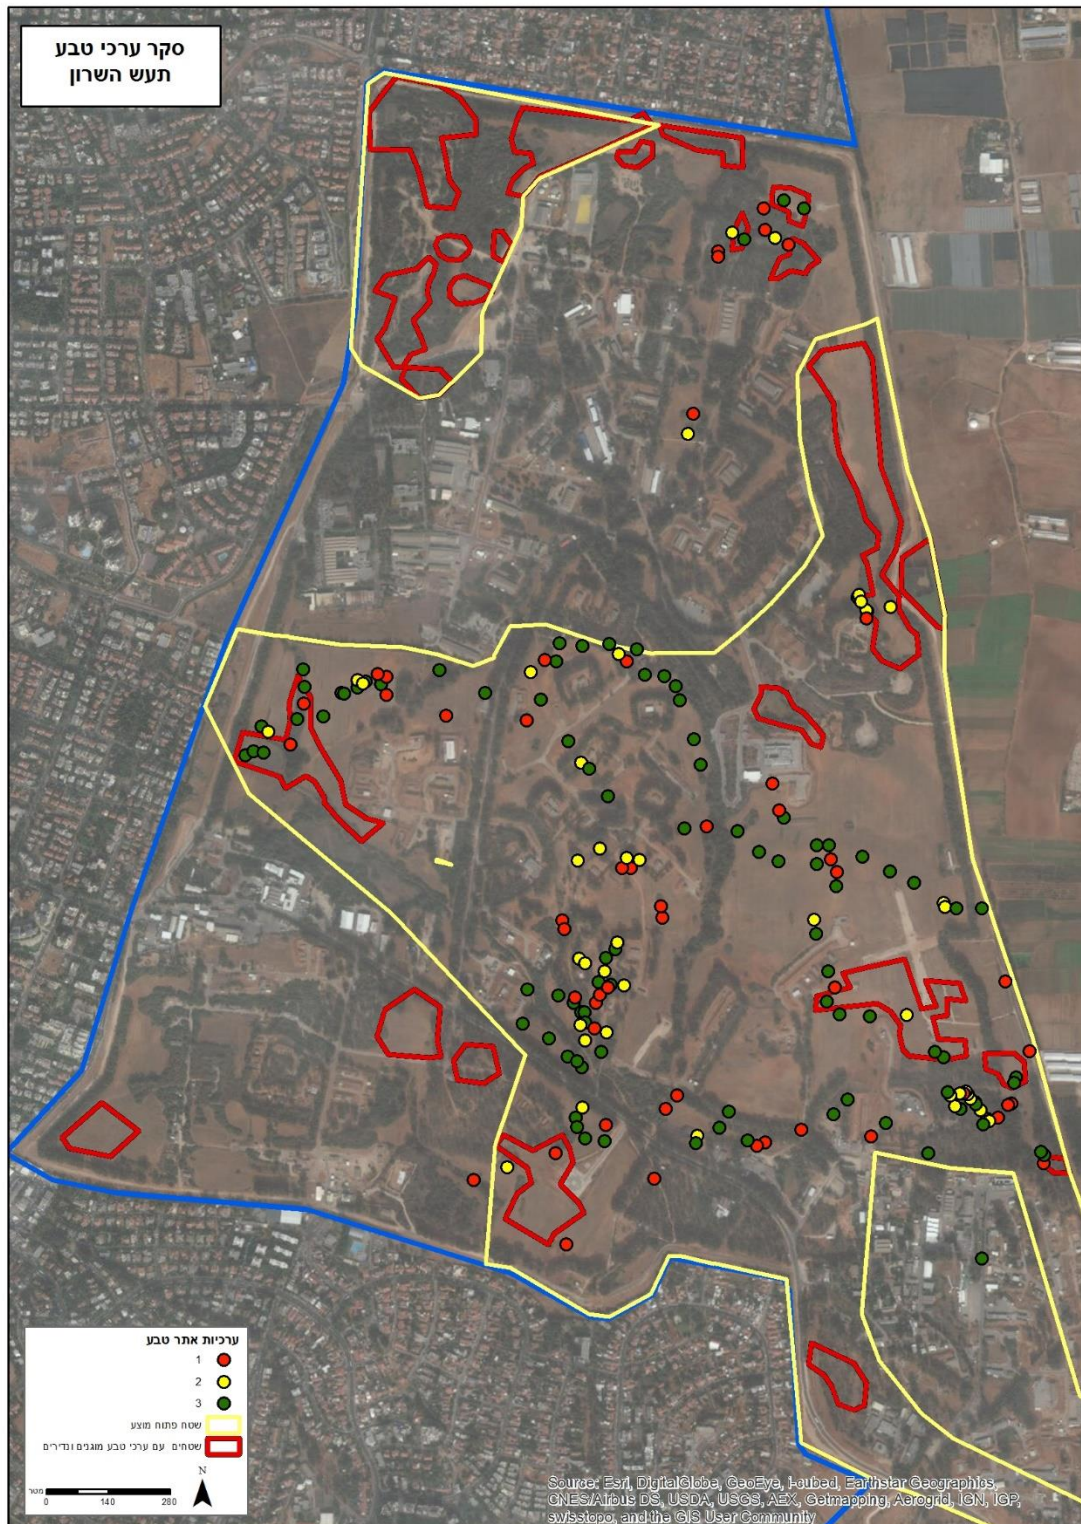 סקר ערכי טבע
תעש השרון
ערכיות אתר טבע
1
2
3
שטח פתוח מוצע
שטחים עם ערכי טבע מוגנים ונדירים
N
מטר
0 140 280
Source: Esri, DigitalGlobe, GeoEye, i-cubed, Earthstar Geographics,
CNES/Airbus DS, USDA, USGS, AEX, Getmapping, Aerogrid, IGN, IGP,
swisstopo, and the GIS User Community